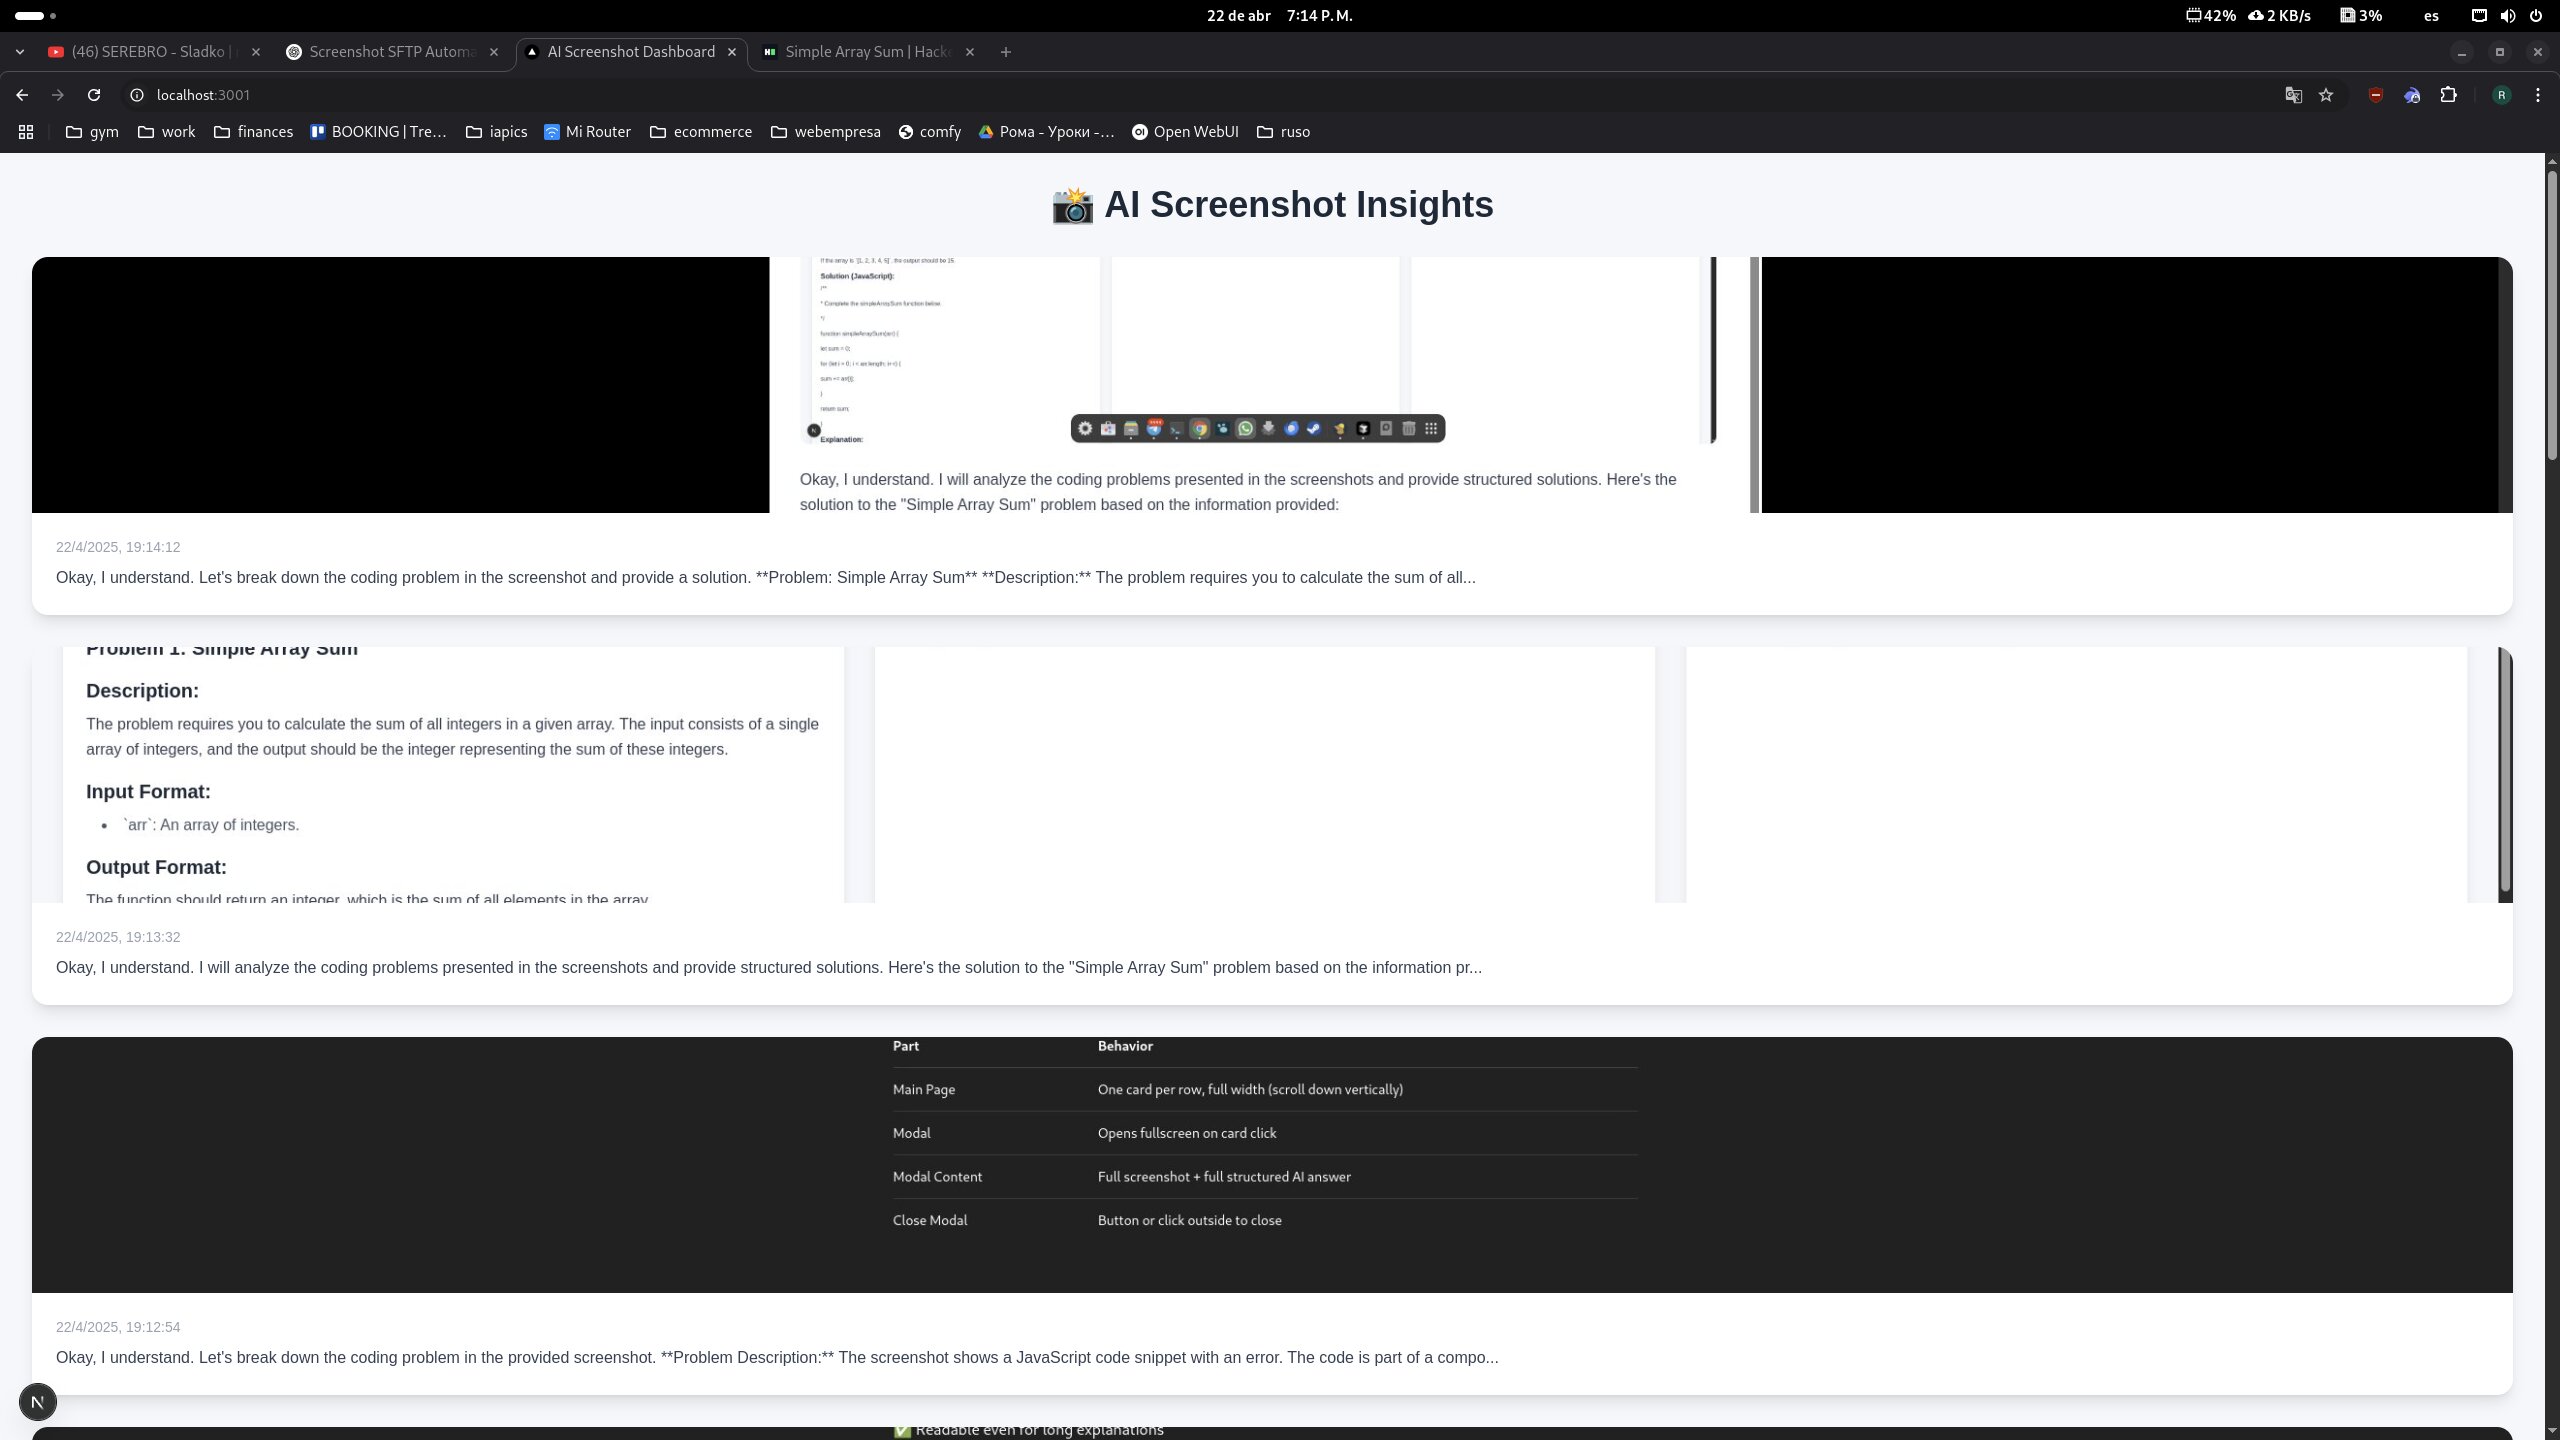 22 de abr 7:14 P. M.
42% 2 KB/s 3% es
(46) SEREBRO - Sladko |
Screenshot SFTP Automa
AI Screenshot Dashboard
Simple Array Sum | Hack
localhost:3001
R
gym work finances BOOKING | Tre... iapics Mi Router ecommerce webempresa comfy Рома - Уроки -... Open WebUI ruso
📸 AI Screenshot Insights
If the array is `[1, 2, 3, 4, 5]`, the output should be 15.
Solution (JavaScript):
/**
* Complete the simpleArraySum function below.
*/
function simpleArraySum(arr) {
let sum = 0;
for (let i = 0; i < arr.length; i++) {
sum += arr[i];
}
return sum;
}
Explanation:
Okay, I understand. I will analyze the coding problems presented in the screenshots and provide structured solutions. Here's the
solution to the "Simple Array Sum" problem based on the information provided:
22/4/2025, 19:14:12
Okay, I understand. Let's break down the coding problem in the screenshot and provide a solution. **Problem: Simple Array Sum** **Description:** The problem requires you to calculate the sum of all...
Problem 1: Simple Array Sum
Description:
The problem requires you to calculate the sum of all integers in a given array. The input consists of a single
array of integers, and the output should be the integer representing the sum of these integers.
Input Format:
• `arr`: An array of integers.
Output Format:
The function should return an integer, which is the sum of all elements in the array.
22/4/2025, 19:13:32
Okay, I understand. I will analyze the coding problems presented in the screenshots and provide structured solutions. Here's the solution to the "Simple Array Sum" problem based on the information pr...
Part Behavior
Main Page One card per row, full width (scroll down vertically)
Modal Opens fullscreen on card click
Modal Content Full screenshot + full structured AI answer
Close Modal Button or click outside to close
22/4/2025, 19:12:54
Okay, I understand. Let's break down the coding problem in the provided screenshot. **Problem Description:** The screenshot shows a JavaScript code snippet with an error. The code is part of a compo...
N
✅ Readable even for long explanations